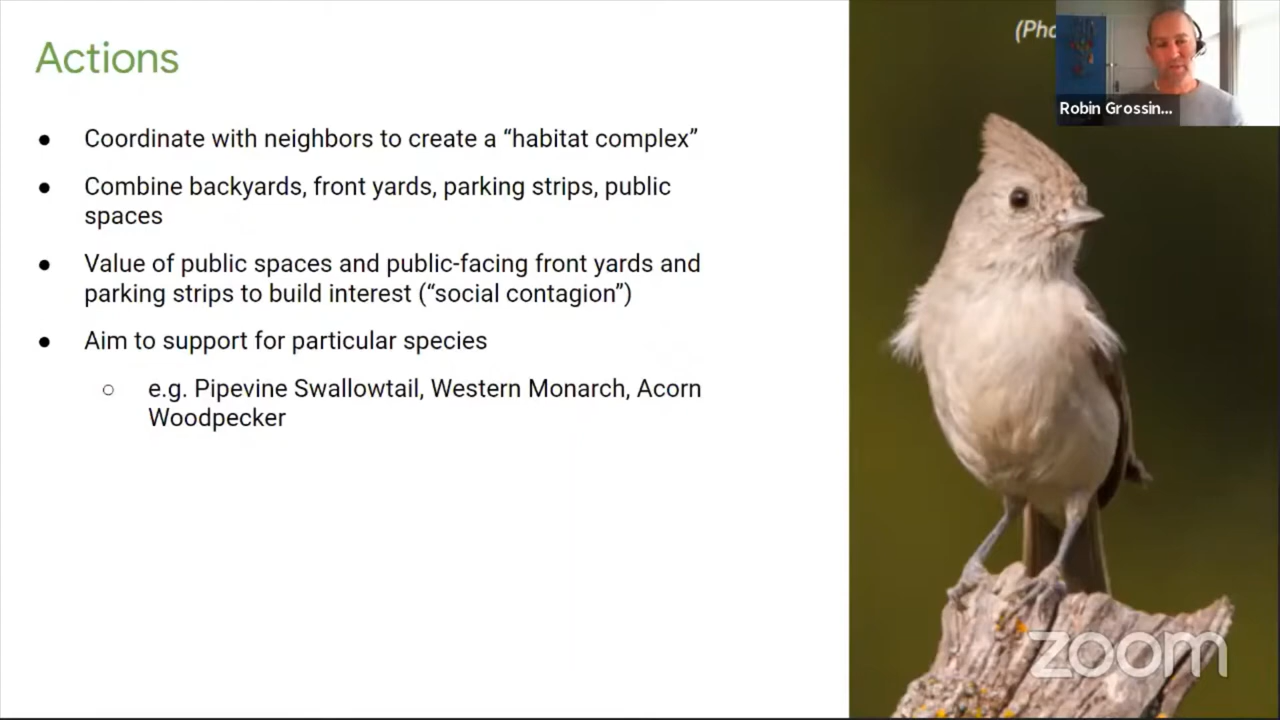 Actions
● Coordinate with neighbors to create a “habitat complex”
● Combine backyards, front yards, parking strips, public
spaces
● Value of public spaces and public-facing front yards and
parking strips to build interest (“social contagion”)
● Aim to support for particular species
○ e.g. Pipevine Swallowtail, Western Monarch, Acorn
Woodpecker
Robin Grossin...
zoom